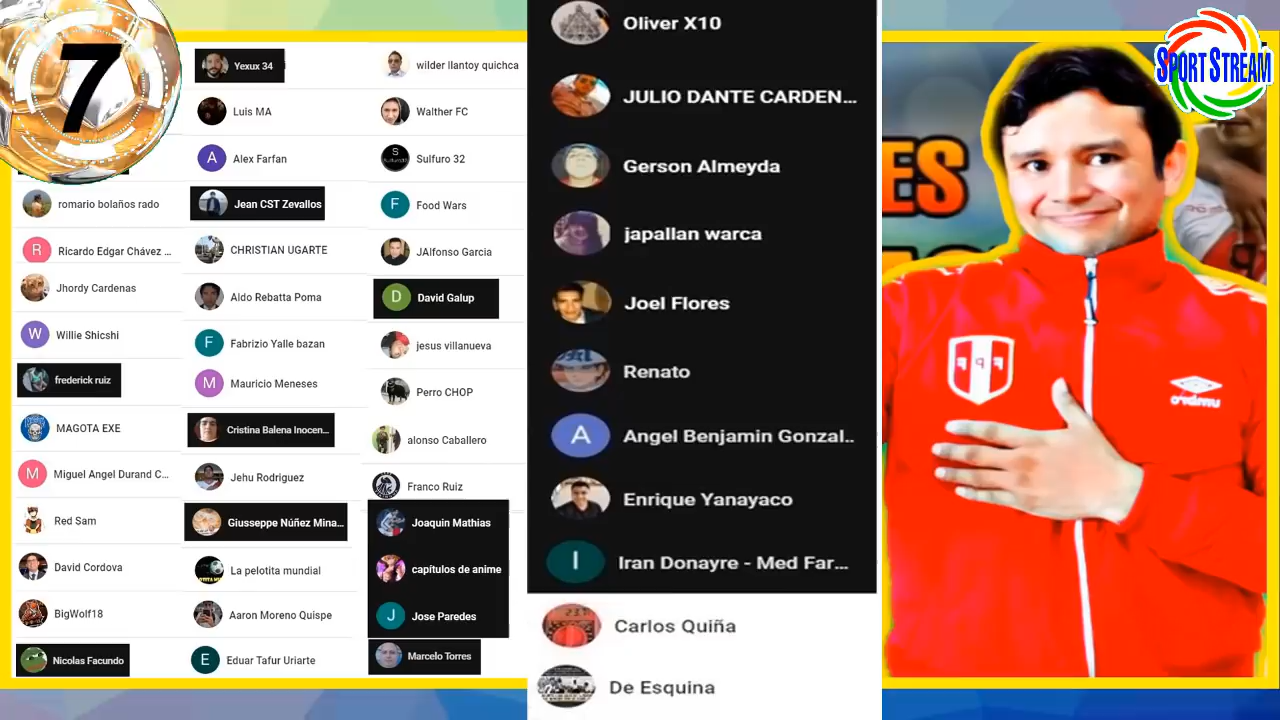 7
romario bolaños rado
Ricardo Edgar Chávez ...
Jhordy Cardenas
Willie Shicshi
frederick ruiz
MAGOTA EXE
Miguel Angel Durand C...
Red Sam
David Cordova
BigWolf18
Nicolas Facundo
Yexux 34
Luis MA
A
Alex Farfan
Jean CST Zevallos
CHRISTIAN UGARTE
Aldo Rebatta Poma
F
Fabrizio Yalle bazan
M
Mauricio Meneses
Cristina Balena Inocen...
Jehu Rodriguez
Giusseppe Núñez Mina...
La pelotita mundial
Aaron Moreno Quispe
E
Eduar Tafur Uriarte
wilder llantoy quichca
Walther FC
Sulfuro 32
F
Food Wars
JAlfonso Garcia
D
David Galup
jesus villanueva
Perro CHOP
alonso Caballero
Franco Ruiz
Joaquin Mathias
capítulos de anime
J
Jose Paredes
Marcelo Torres
Oliver X10
JULIO DANTE CARDEN...
Gerson Almeyda
japallan warca
Joel Flores
Renato
A
Angel Benjamin Gonzal..
Enrique Yanayaco
I
Iran Donayre - Med Far...
Carlos Quiña
De Esquina
SPORT STREAM
ES
R
W
M